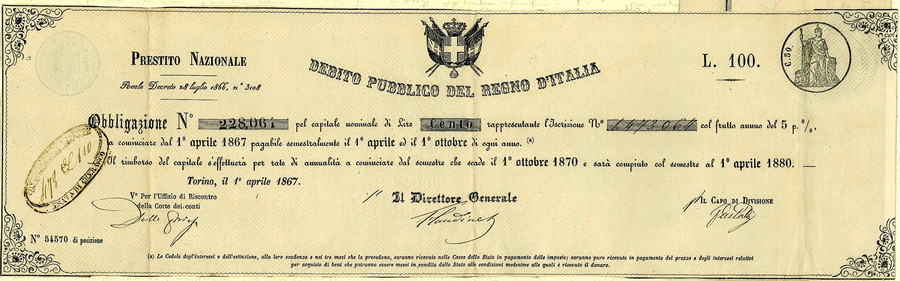 PRESTITO NAZIONALE
Reale Decreto 28 luglio 1866, n° 3108
DEBITO PUBBLICO DEL REGNO D'ITALIA
L. 100.
C. 50.
Obbligazione N° 228,061 pel capitale nominale di Lire Cento rappresentante l'Iscrizione N° col frutto annuo del 5 p. %.
a cominciare dal 1° aprile 1867 pagabile semestralmente il 1° aprile ed il 1° ottobre di ogni anno. (a)
Il rimborso del capitale s'effettuerà per rate di annualità a cominciare dal semestre che scade il 1° ottobre 1870 e sarà compiuto col semestre al 1° aprile 1880. —
Torino, il 1° aprile 1867.
V° Per l'Uffizio di Riscontro
della Corte dei conti
Il Direttore Generale
IL CAPO DI DIVISIONE
N° 54570 di posizione
(a) Le Cedole degl'interessi e dell'estinzione, alla loro scadenza e nei tre mesi che la precedono, saranno ricevute nelle Casse dello Stato in pagamento delle imposte; saranno pure ricevute in pagamento del prezzo e degli interessi relativi
per acquisto di beni che potranno essere messi in vendita dallo Stato alle condizioni medesime alle quali è ricevuto il danaro.